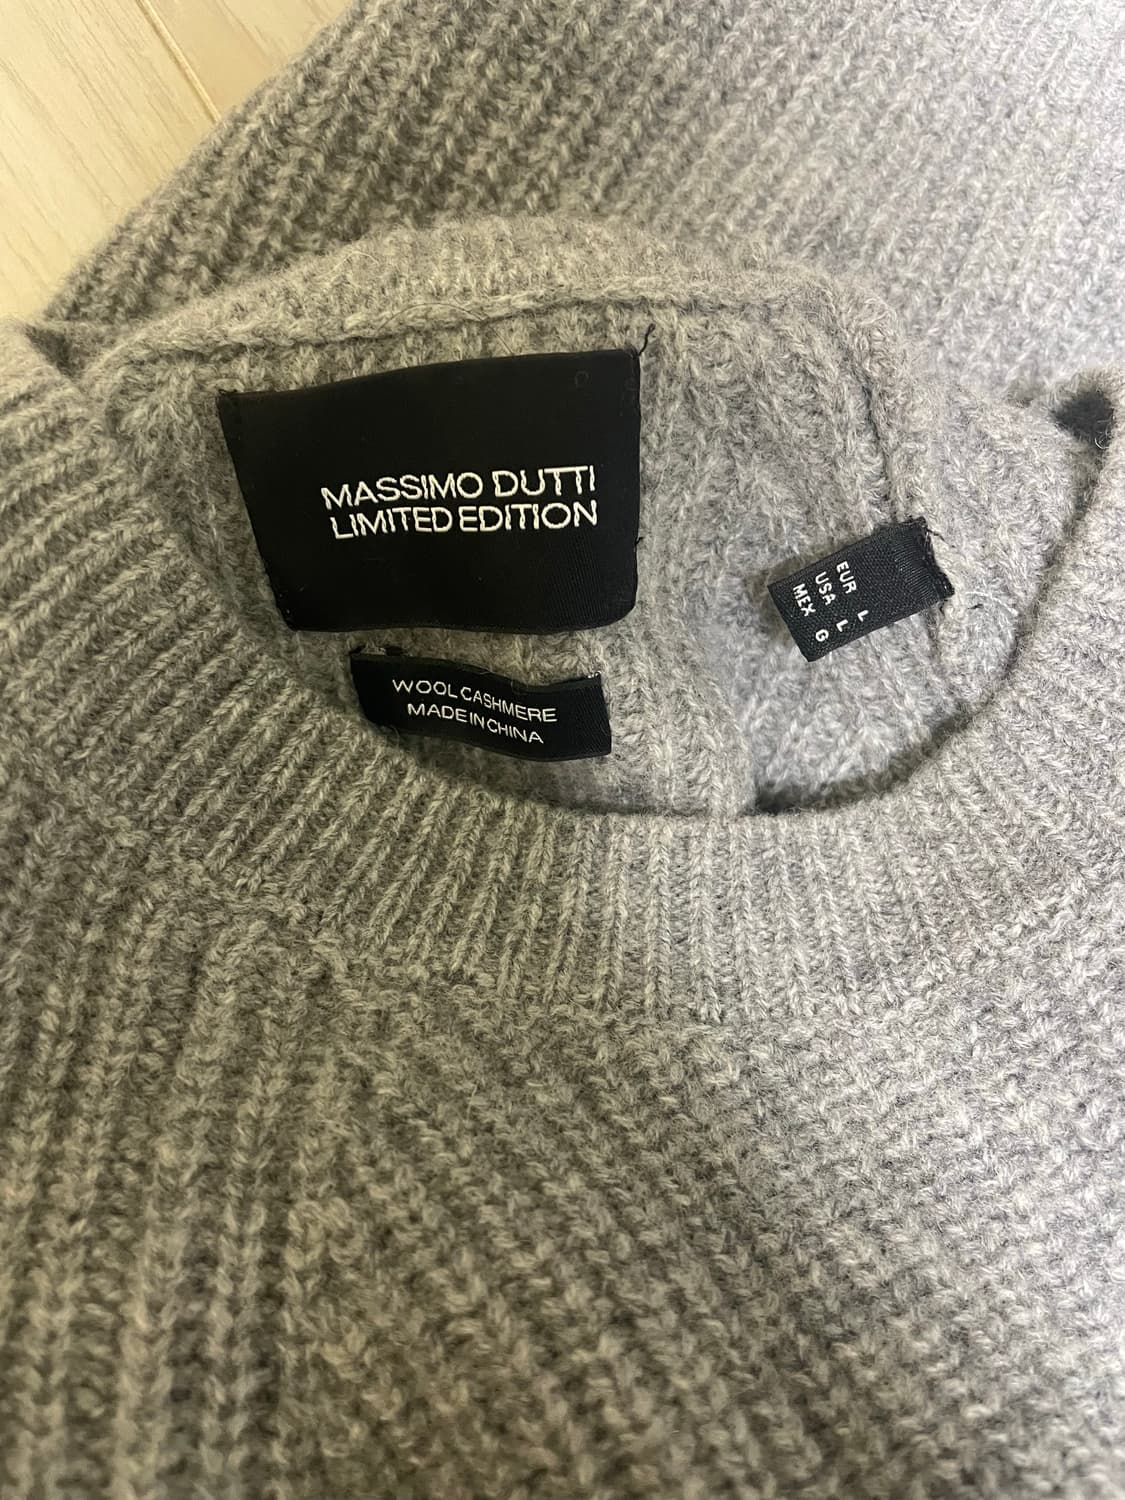 MASSIMO DUTTI
LIMITED EDITION
WOOL CASHMERE
MADE IN CHINA
EUR L
USA L
MEX G